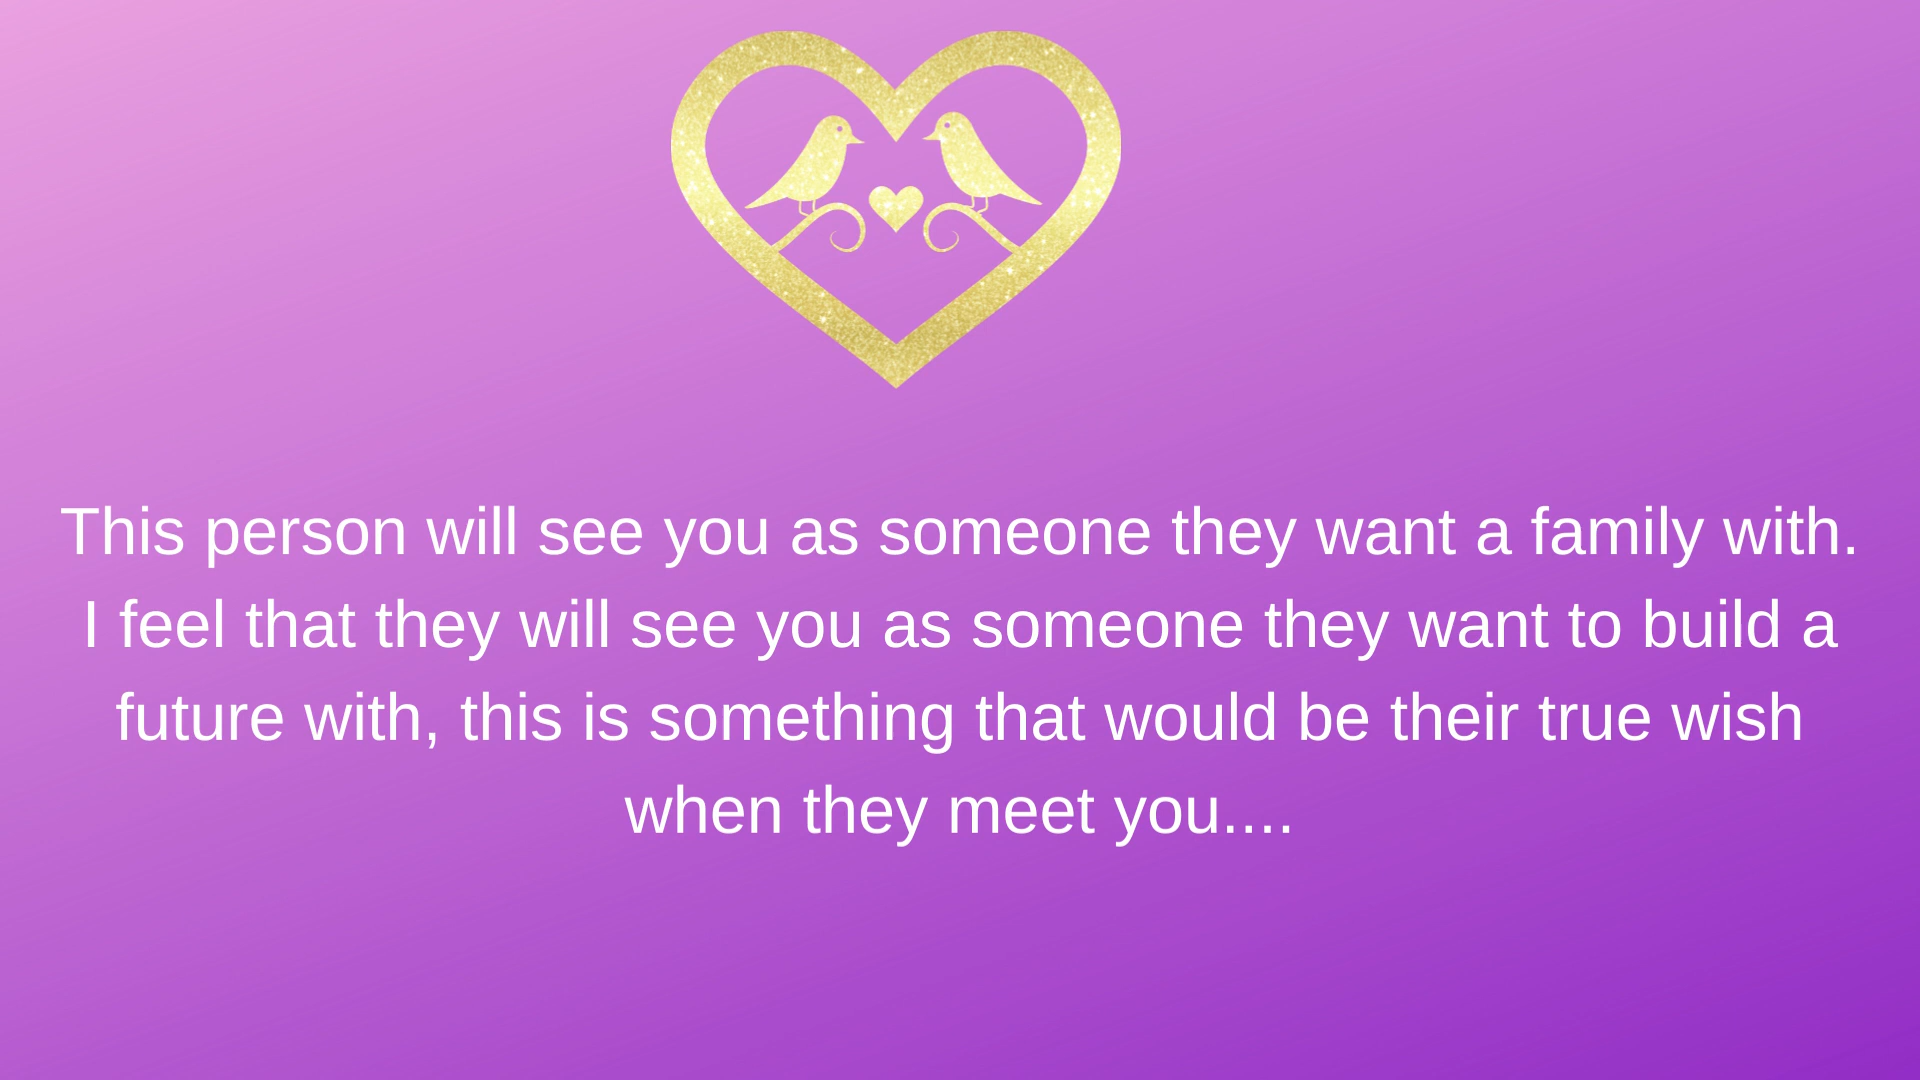 This person will see you as someone they want a family with.
I feel that they will see you as someone they want to build a
future with, this is something that would be their true wish
when they meet you....